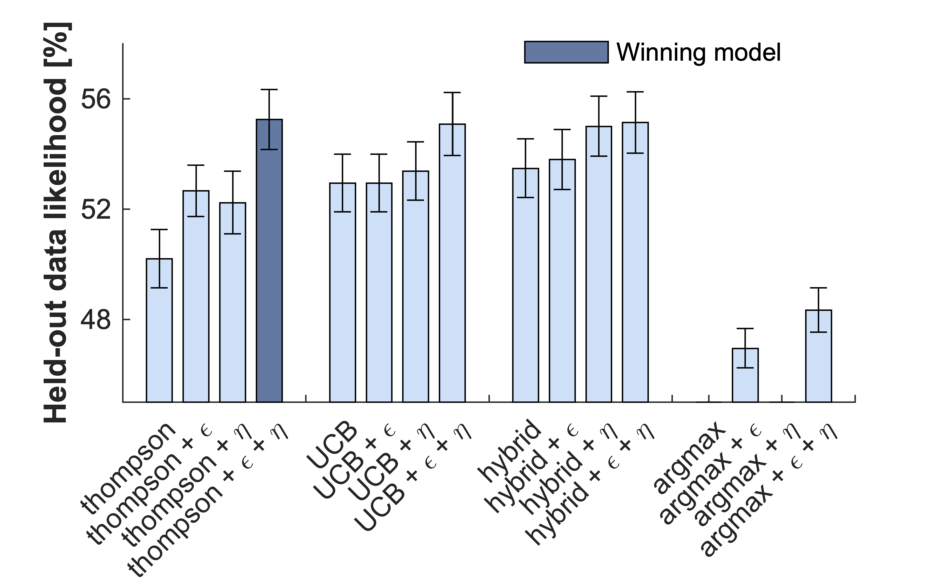 Held-out data likelihood [%]
Winning model
56
52
48
thompson
thompson + ϵ
thompson + η
thompson + ϵ + η
UCB
UCB + ϵ
UCB + η
UCB + ϵ + η
hybrid
hybrid + ϵ
hybrid + η
hybrid + ϵ + η
argmax
argmax + ϵ
argmax + η
argmax + ϵ + η